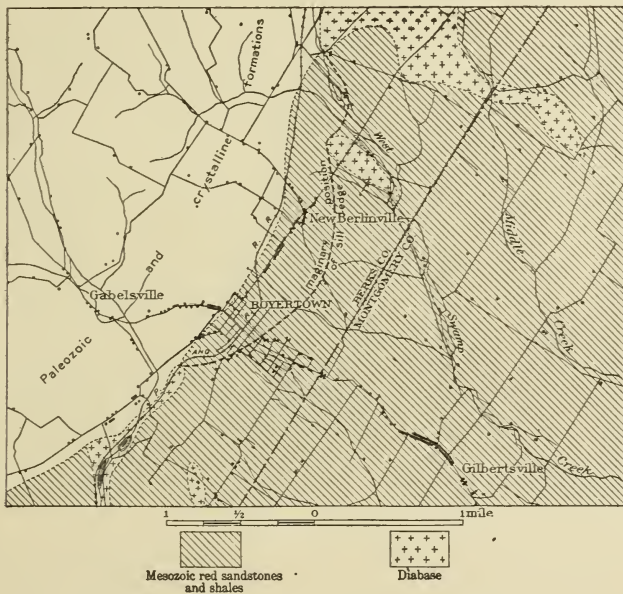 formations
crystalline
and
Paleozoic
West
Middle
Creek
New Berlinville
Imaginary position
of sill edge
BERKS CO.
MONTGOMERY CO.
Gabelsville
BOYERTOWN
R. R.
AND
P.
Swamp
Creek
Gilbertsville
1 ½ 0 1 mile
Mesozoic red sandstones
and shales
Diabase